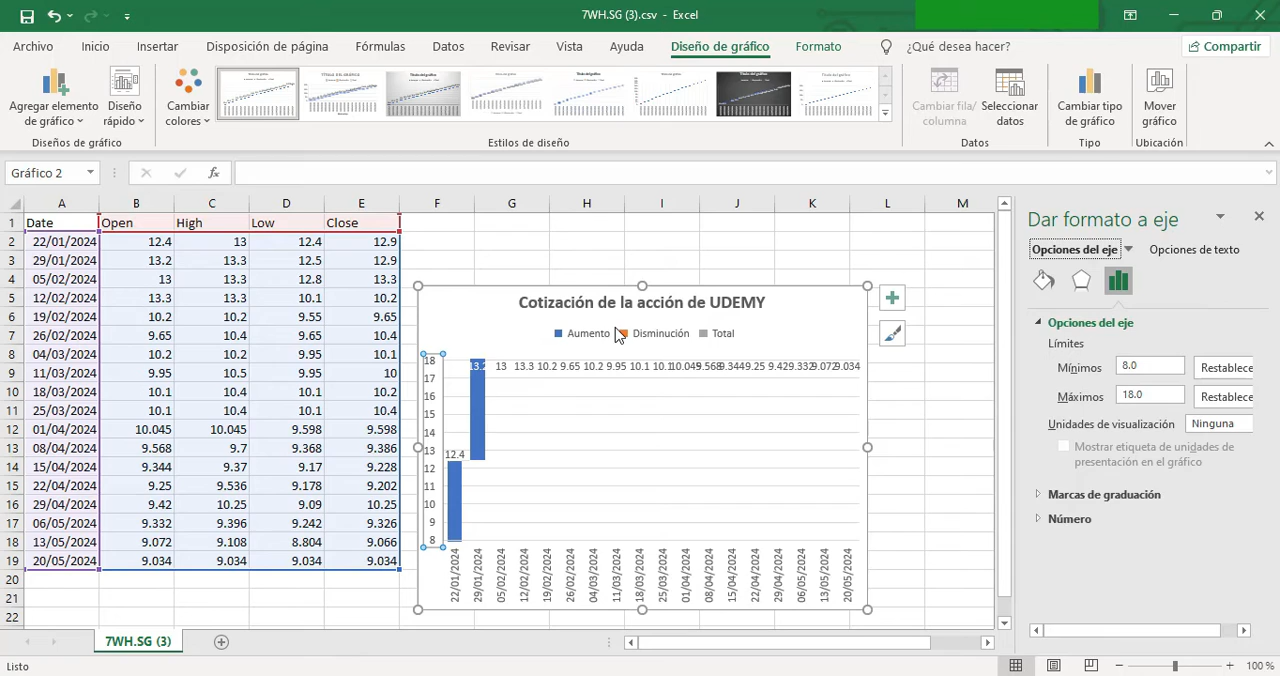 7WH.SG (3).csv - Excel
Archivo Inicio Insertar Disposición de página Fórmulas Datos Revisar Vista Ayuda Diseño de gráfico Formato ¿Qué desea hacer? Compartir
Agregar elemento de gráfico
Diseño rápido
Cambiar colores
Cambiar fila/ columna
Seleccionar datos
Cambiar tipo de gráfico
Mover gráfico
Diseños de gráfico Estilos de diseño Datos Tipo Ubicación
Gráfico 2 fx
A B C D E F G H I J K L M
1 Date Open High Low Close
2 22/01/2024 12.4 13 12.4 12.9
3 29/01/2024 13.2 13.3 12.5 12.9
4 05/02/2024 13 13.3 12.8 13.3
5 12/02/2024 13.3 13.3 10.1 10.2
6 19/02/2024 10.2 10.2 9.55 9.65
7 26/02/2024 9.65 10.4 9.65 10.4
8 04/03/2024 10.2 10.2 9.95 10.1
9 11/03/2024 9.95 10.5 9.95 10
10 18/03/2024 10.1 10.4 10.1 10.2
11 25/03/2024 10.1 10.4 10.1 10.4
12 01/04/2024 10.045 10.045 9.598 9.598
13 08/04/2024 9.568 9.7 9.368 9.386
14 15/04/2024 9.344 9.37 9.17 9.228
15 22/04/2024 9.25 9.536 9.178 9.202
16 29/04/2024 9.42 10.25 9.09 10.25
17 06/05/2024 9.332 9.396 9.242 9.326
18 13/05/2024 9.072 9.108 8.804 9.066
19 20/05/2024 9.034 9.034 9.034 9.034
20
21
22
Cotización de la acción de UDEMY
Aumento Disminución Total
18
17
16
15
14
13
12
11
10
9
8
12.4 13.2 13 13.3 10.2 9.65 10.2 9.95 10.1 10.1 10.045 9.568 9.344 9.25 9.42 9.332 9.072 9.034
22/01/2024 29/01/2024 05/02/2024 12/02/2024 19/02/2024 26/02/2024 04/03/2024 11/03/2024 18/03/2024 25/03/2024 01/04/2024 08/04/2024 15/04/2024 22/04/2024 29/04/2024 06/05/2024 13/05/2024 20/05/2024
Dar formato a eje
Opciones del eje Opciones de texto
Opciones del eje
Límites
Mínimos 8.0 Restablece
Máximos 18.0 Restablece
Unidades de visualización Ninguna
Mostrar etiqueta de unidades de
presentación en el gráfico
Marcas de graduación
Número
7WH.SG (3)
Listo 100 %